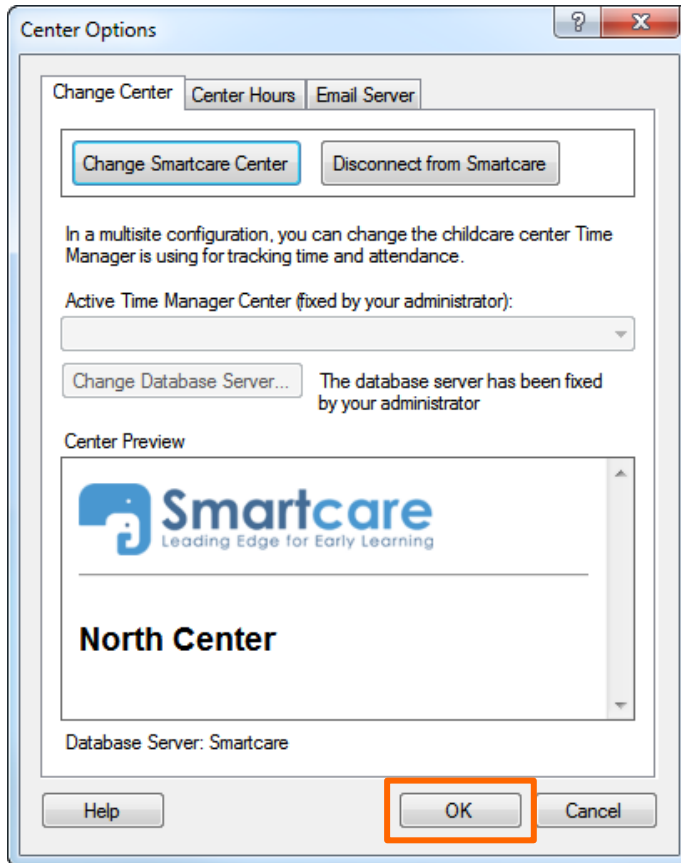 Center Options
?
Change Center
Center Hours
Email Server
Change Smartcare Center
Disconnect from Smartcare
In a multisite configuration, you can change the childcare center Time
Manager is using for tracking time and attendance.
Active Time Manager Center (fixed by your administrator):
Change Database Server...
The database server has been fixed
by your administrator
Center Preview
Smartcare
Leading Edge for Early Learning
North Center
Database Server: Smartcare
Help
OK
Cancel